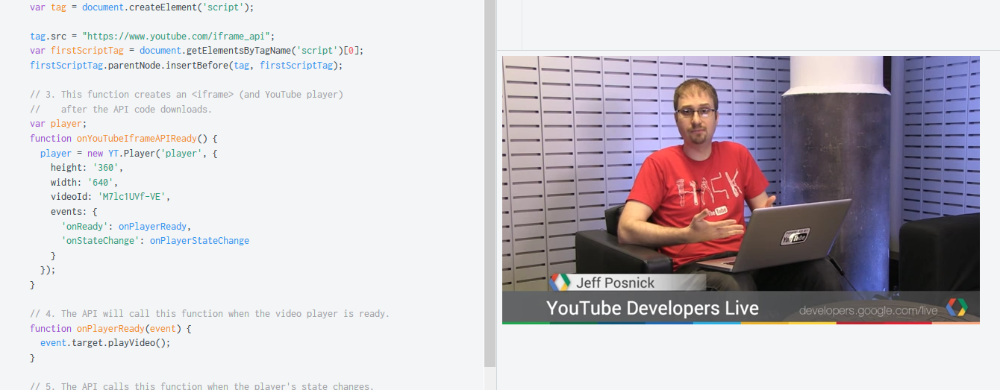 var tag = document.createElement('script');
tag.src = "https://www.youtube.com/iframe_api";
var firstScriptTag = document.getElementsByTagName('script')[0];
firstScriptTag.parentNode.insertBefore(tag, firstScriptTag);
// 3. This function creates an <iframe> (and YouTube player)
//    after the API code downloads.
var player;
function onYouTubeIframeAPIReady() {
  player = new YT.Player('player', {
    height: '360',
    width: '640',
    videoId: 'M7lc1UVf-VE',
    events: {
      'onReady': onPlayerReady,
      'onStateChange': onPlayerStateChange
    }
  });
}
// 4. The API will call this function when the video player is ready.
function onPlayerReady(event) {
  event.target.playVideo();
}
// 5. The API calls this function when the player's state changes.
HACK
The Tube
YouTube
Jeff Posnick
YouTube Developers Live
developers.google.com/live